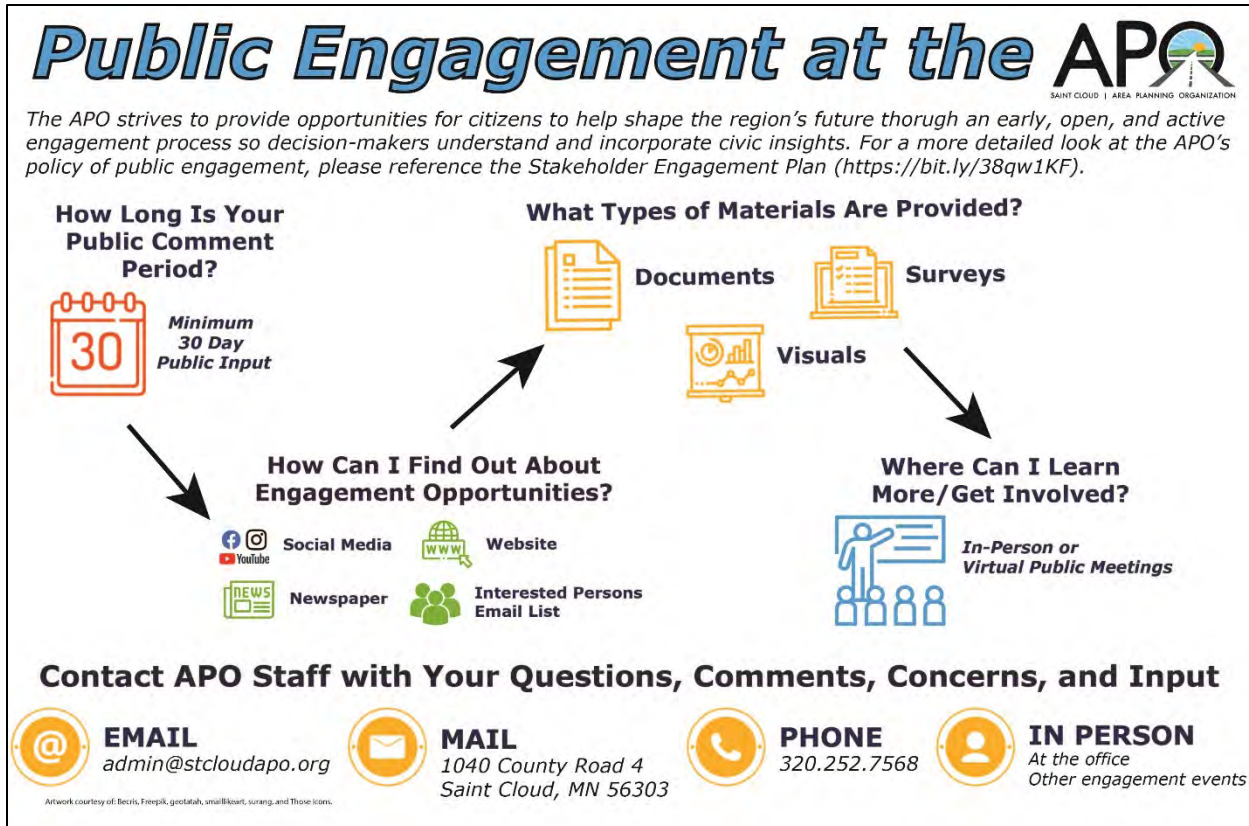 Public Engagement at the APO
SAINT CLOUD | AREA PLANNING ORGANIZATION
The APO strives to provide opportunities for citizens to help shape the region's future thorugh an early, open, and active
engagement process so decision-makers understand and incorporate civic insights. For a more detailed look at the APO's
policy of public engagement, please reference the Stakeholder Engagement Plan (https://bit.ly/38qw1KF).
How Long Is Your
Public Comment
Period?
30
Minimum
30 Day
Public Input
How Can I Find Out About
Engagement Opportunities?
YouTube
Social Media
WWW
Website
NEWS
Newspaper
Interested Persons
Email List
What Types of Materials Are Provided?
Documents
Surveys
Visuals
Where Can I Learn
More/Get Involved?
In-Person or
Virtual Public Meetings
Contact APO Staff with Your Questions, Comments, Concerns, and Input
@
EMAIL
admin@stcloudapo.org
MAIL
1040 County Road 4
Saint Cloud, MN 56303
PHONE
320.252.7568
IN PERSON
At the office
Other engagement events
Artwork courtesy of: Becris, Freepik, geotatah, smalllikeart, surang, and Those Icons.